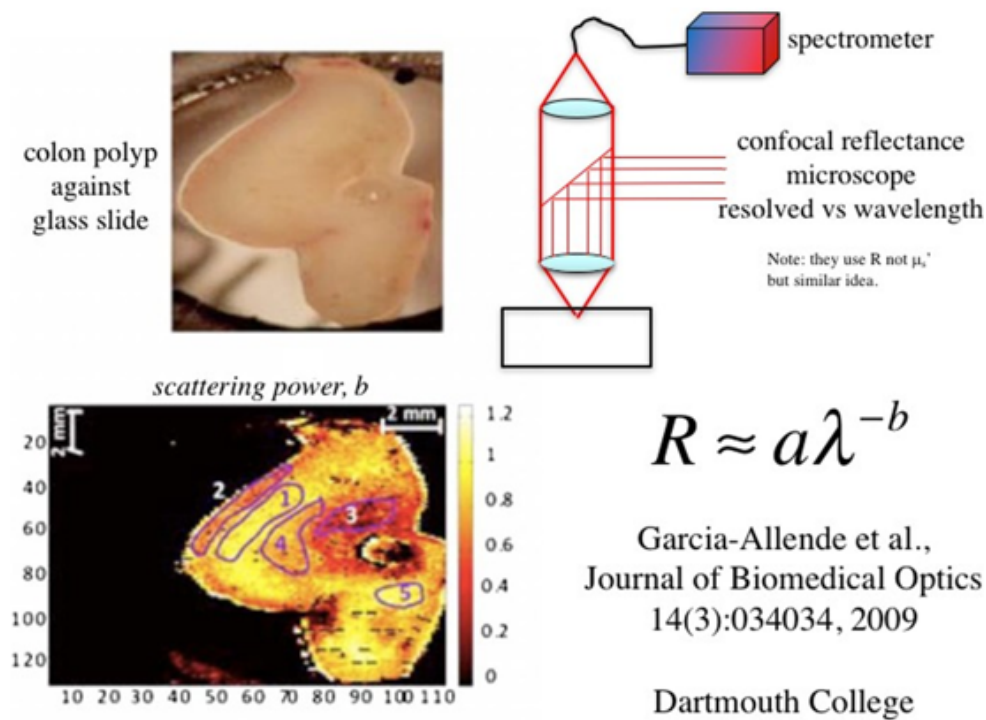 spectrometer
colon polyp
against
glass slide
confocal reflectance
microscope
resolved vs wavelength
Note: they use R not μs’
but similar idea.
scattering power, b
2 mm
2 mm
1.2
1
0.8
0.6
0.4
0.2
0
20
40
60
80
100
120
1
2
3
4
5
10 20 30 40 50 60 70 80 90 100 110
R ≈ aλ⁻ᵇ
Garcia-Allende et al.,
Journal of Biomedical Optics
14(3):034034, 2009
Dartmouth College